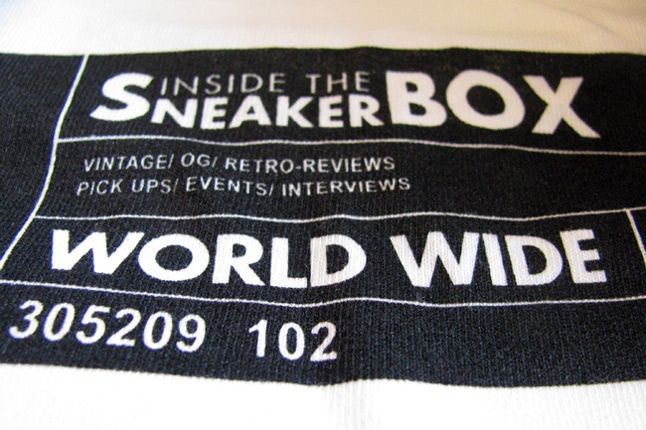 INSIDE THE
SNEAKERBOX
VINTAGE/ OG/ RETRO-REVIEWS
PICK UPS/ EVENTS/ INTERVIEWS
WORLD WIDE
305209 102